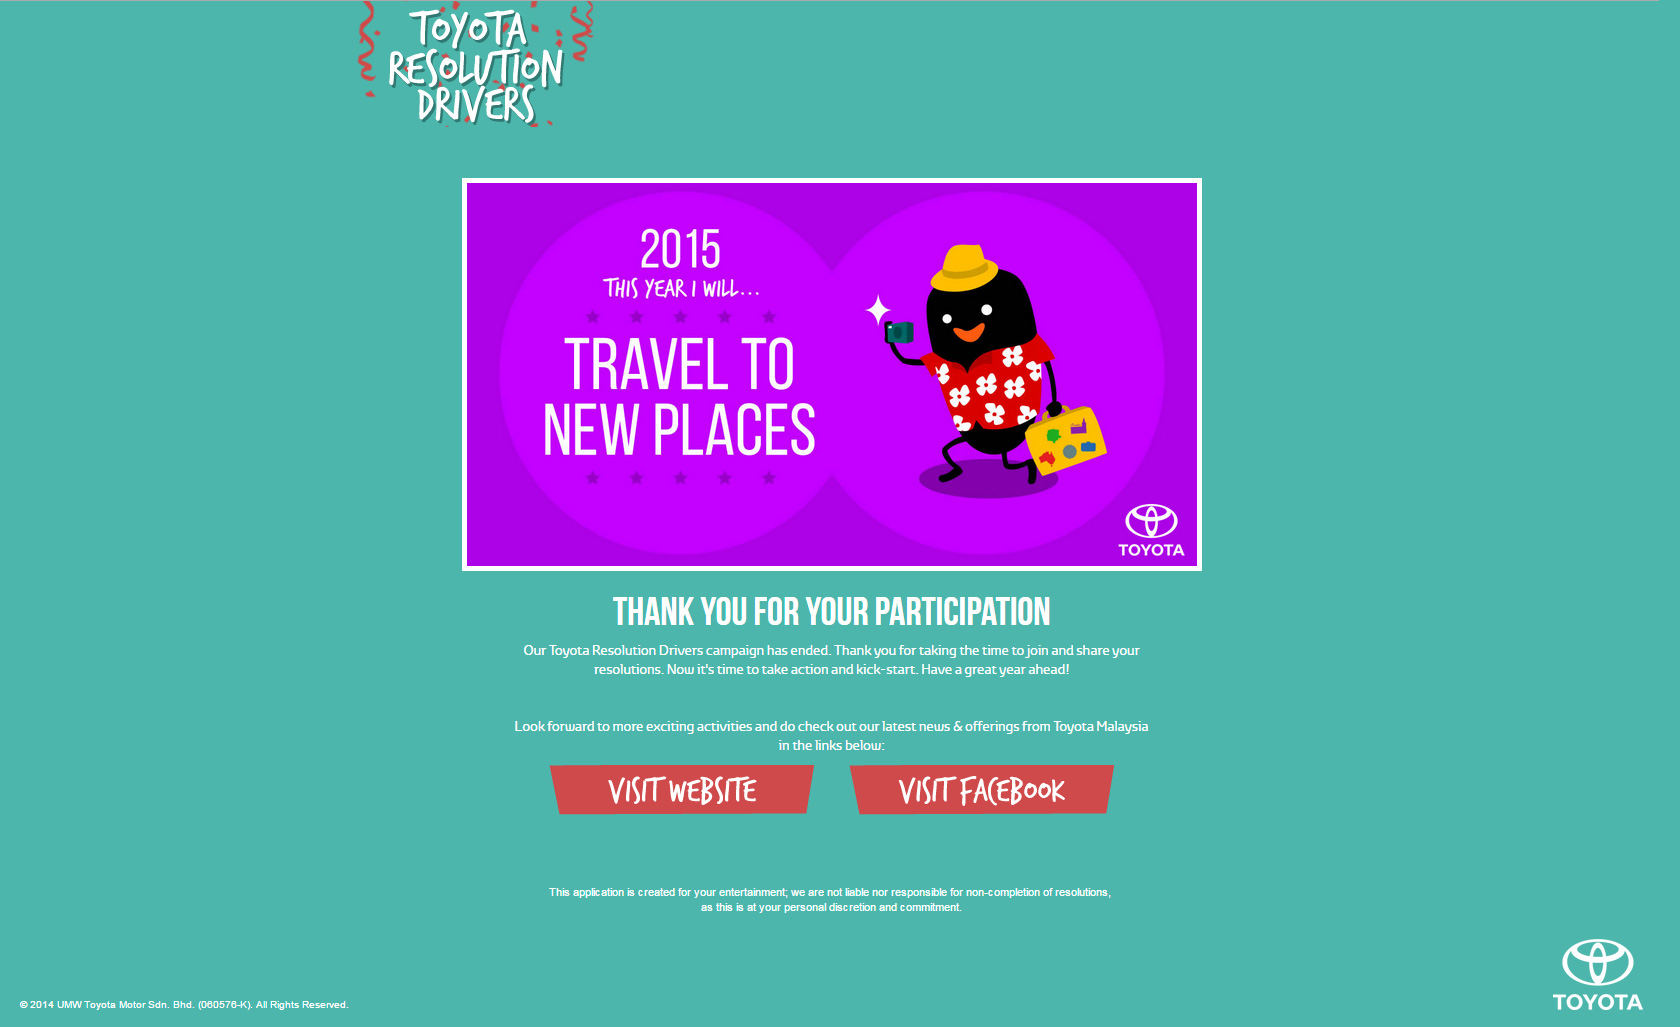 TOYOTA
RESOLUTION
DRIVERS
2015
THIS YEAR I WILL...
TRAVEL TO
NEW PLACES
TOYOTA
THANK YOU FOR YOUR PARTICIPATION
Our Toyota Resolution Drivers campaign has ended. Thank you for taking the time to join and share your
resolutions. Now it's time to take action and kick-start. Have a great year ahead!
Look forward to more exciting activities and do check out our latest news & offerings from Toyota Malaysia
in the links below:
VISIT WEBSITE
VISIT FACEBOOK
This application is created for your entertainment; we are not liable nor responsible for non-completion of resolutions,
as this is at your personal discretion and commitment.
© 2014 UMW Toyota Motor Sdn. Bhd. (060576-K). All Rights Reserved.
TOYOTA